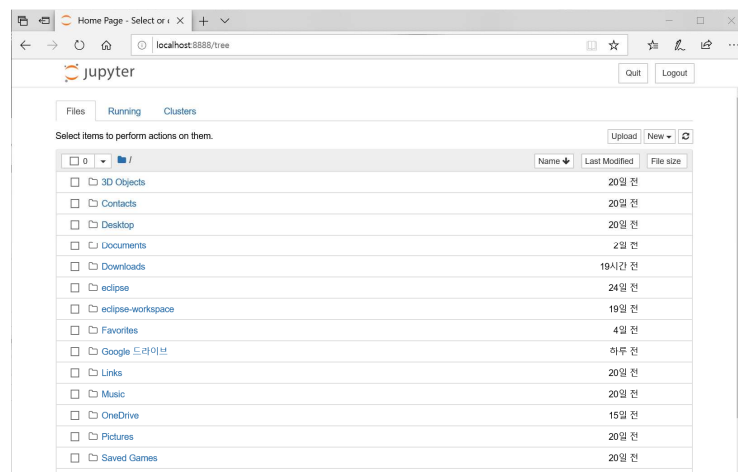 Home Page - Select or c
localhost:8888/tree
jupyter
Quit Logout
Files Running Clusters
Select items to perform actions on them.
Upload New
0 / Name Last Modified File size
3D Objects 20일 전
Contacts 20일 전
Desktop 20일 전
Documents 2일 전
Downloads 19시간 전
eclipse 24일 전
eclipse-workspace 19일 전
Favorites 4일 전
Google 드라이브 하루 전
Links 20일 전
Music 20일 전
OneDrive 15일 전
Pictures 20일 전
Saved Games 20일 전